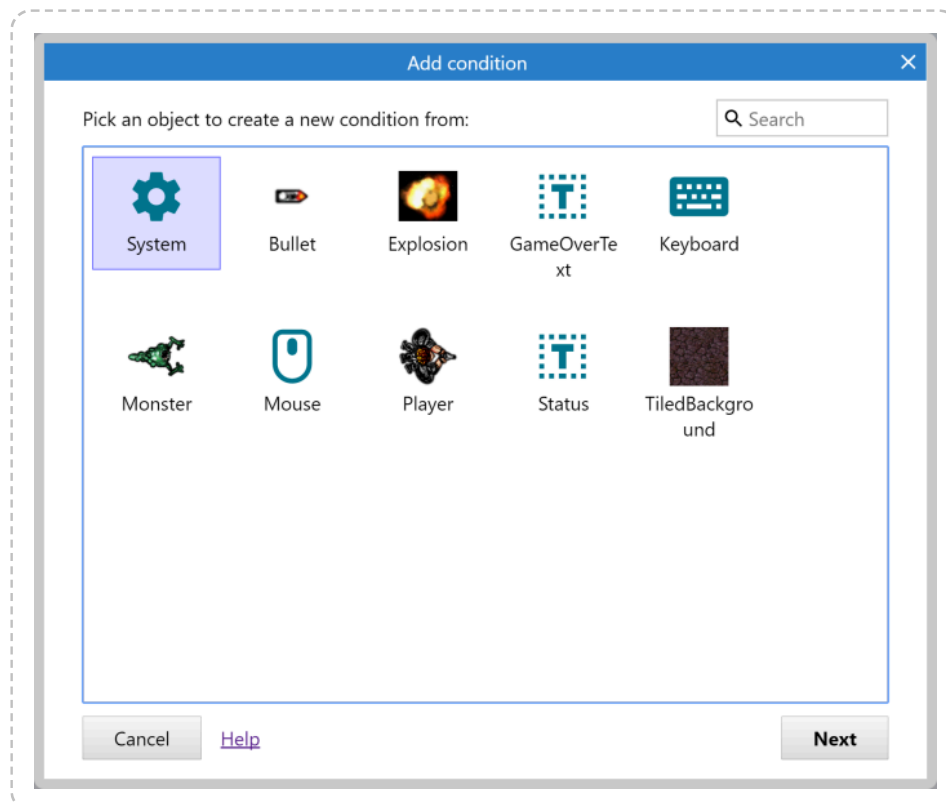 Add condition
Pick an object to create a new condition from:
Search
System
Bullet
Explosion
GameOverTe
xt
Keyboard
Monster
Mouse
Player
Status
TiledBackgro
und
Cancel
Help
Next